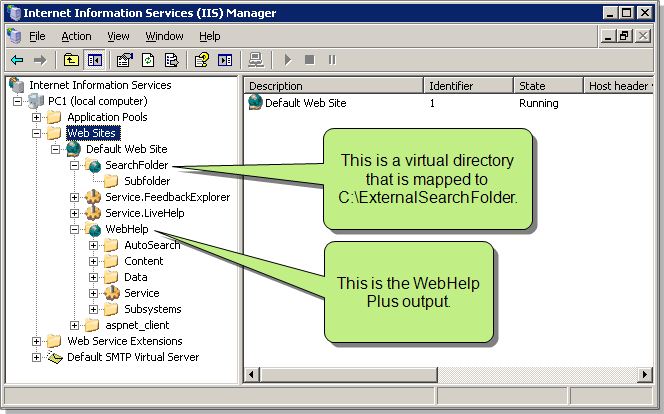 Internet Information Services (IIS) Manager
File Action View Window Help
Internet Information Services
PC1 (local computer)
Application Pools
Web Sites
Default Web Site
SearchFolder
Subfolder
Service.FeedbackExplorer
Service.LiveHelp
WebHelp
AutoSearch
Content
Data
Service
Subsystems
aspnet_client
Web Service Extensions
Default SMTP Virtual Server
Description Identifier State Host header
Default Web Site 1 Running
This is a virtual directory
that is mapped to
C:\ExternalSearchFolder.
This is the WebHelp
Plus output.